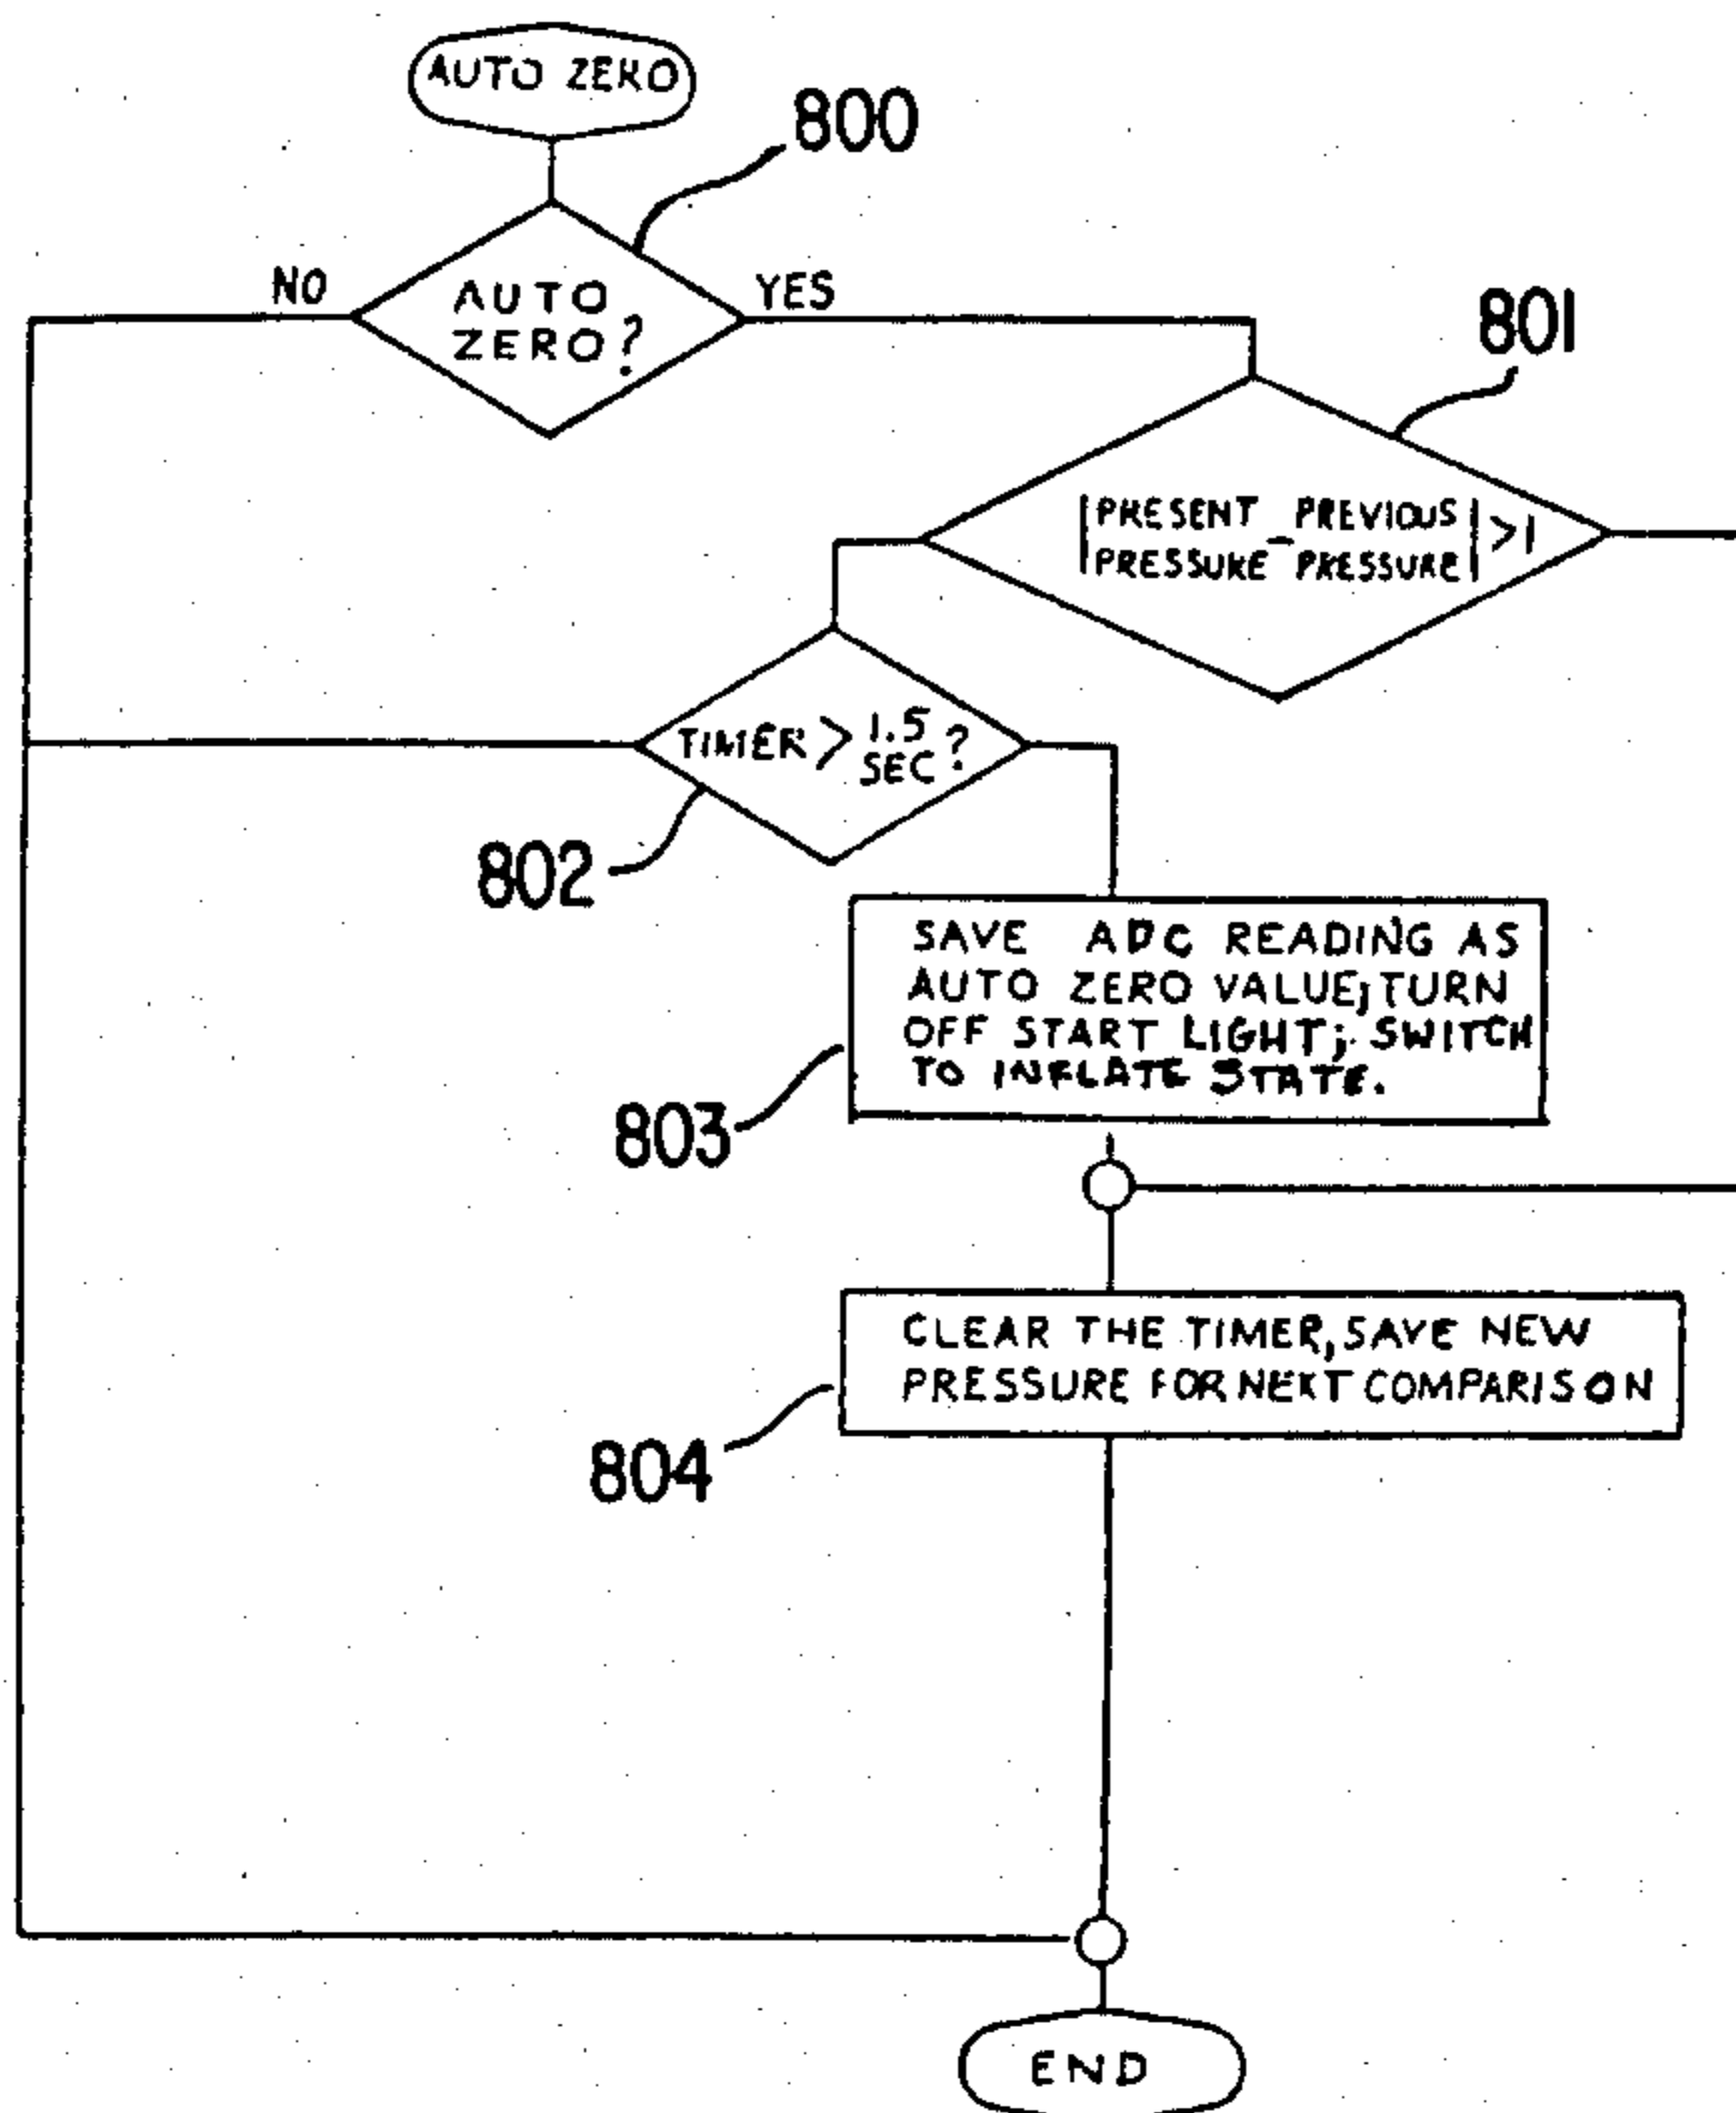 AUTO ZERO
800
NO
AUTO
ZERO?
YES
801
|PRESENT _ PREVIOUS| >1
|PRESSURE PRESSURE|
TIMER > 1.5
SEC ?
802
SAVE ADC READING AS
AUTO ZERO VALUE; TURN
OFF START LIGHT; SWITCH
TO INFLATE STATE.
803
CLEAR THE TIMER, SAVE NEW
PRESSURE FOR NEXT COMPARISON
804
END